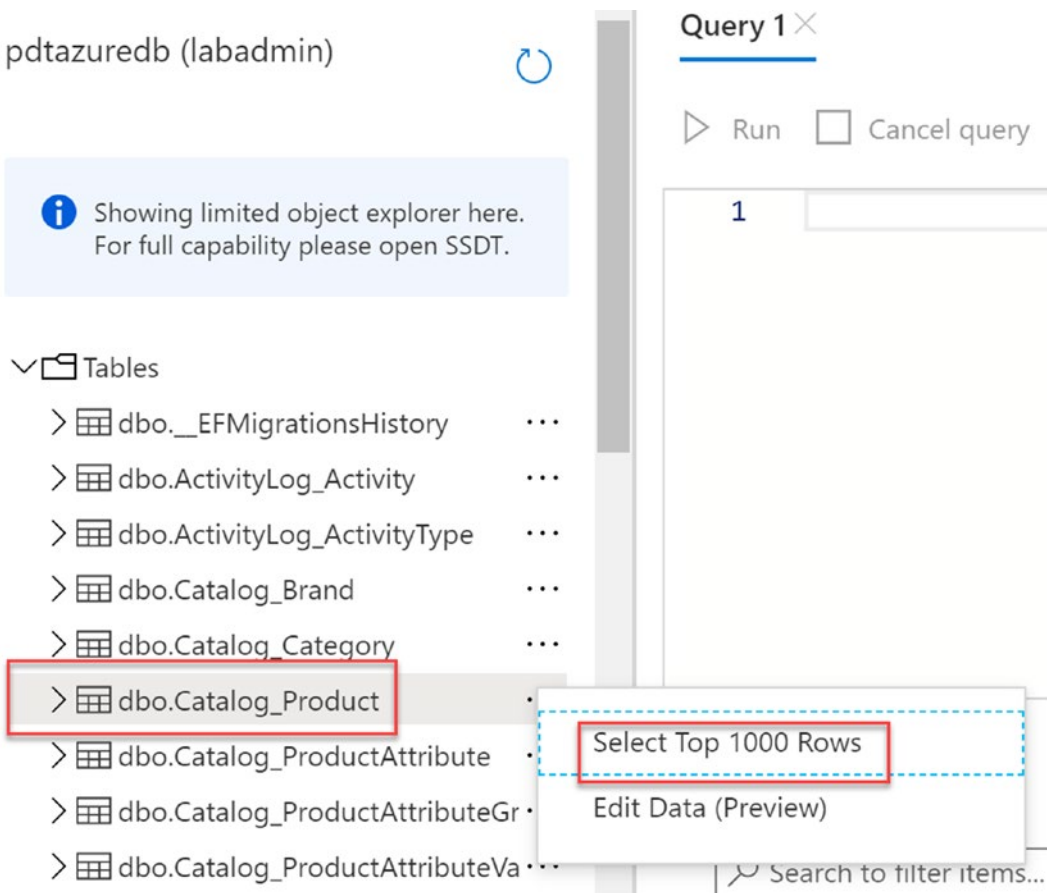 pdtazuredb (labadmin)
Showing limited object explorer here.
For full capability please open SSDT.
Tables
dbo.__EFMigrationsHistory
dbo.ActivityLog_Activity
dbo.ActivityLog_ActivityType
dbo.Catalog_Brand
dbo.Catalog_Category
dbo.Catalog_Product
dbo.Catalog_ProductAttribute
dbo.Catalog_ProductAttributeGr
dbo.Catalog_ProductAttributeVa
Query 1
Run Cancel query
1
Select Top 1000 Rows
Edit Data (Preview)
Search to filter items...